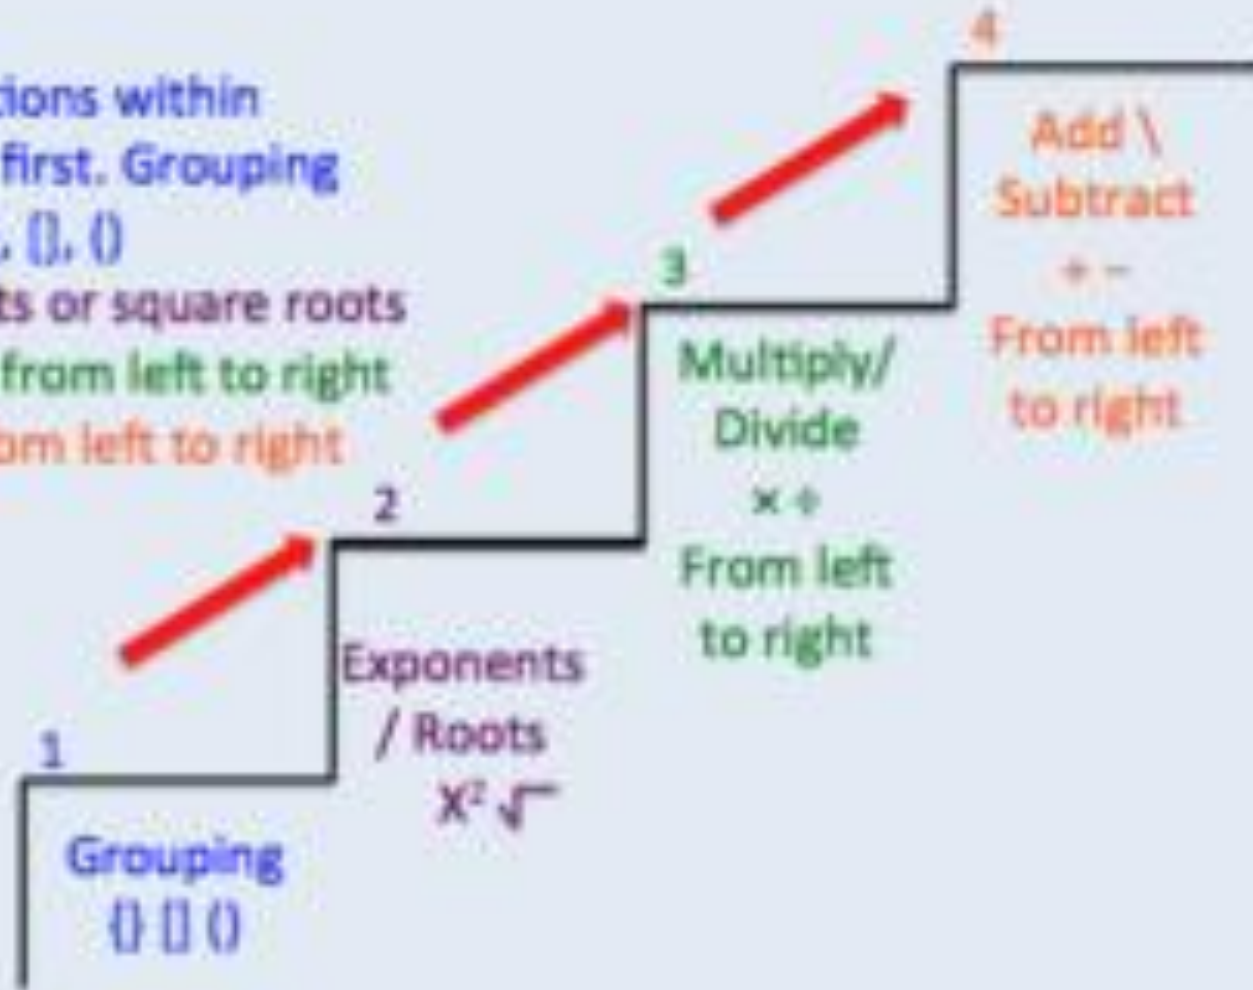 tions within
first. Grouping
, [], ()
ts or square roots
from left to right
om left to right
4
Add \
Subtract
+ −
From left
to right
3
Multiply/
Divide
× ÷
From left
to right
2
Exponents
/ Roots
X² √
1
Grouping
{} [] ()